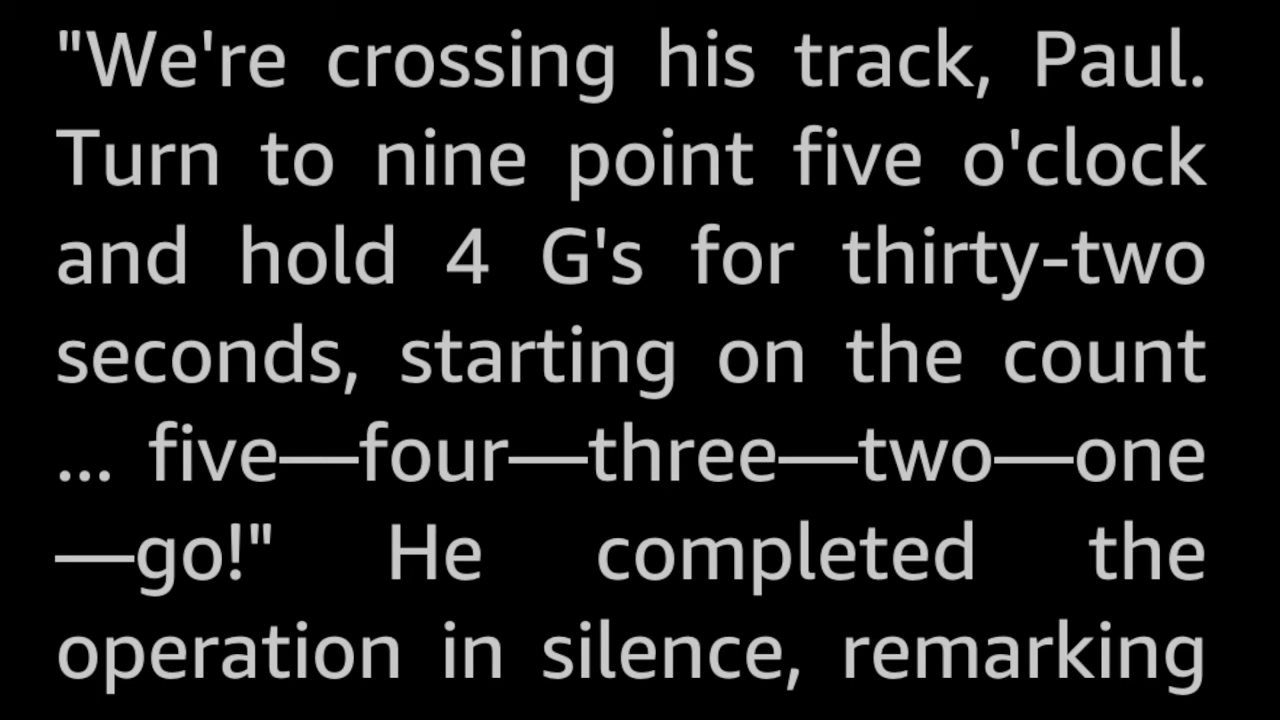 "We're crossing his track, Paul.
Turn to nine point five o'clock
and hold 4 G's for thirty-two
seconds, starting on the count
... five—four—three—two—one
—go!" He completed the
operation in silence, remarking